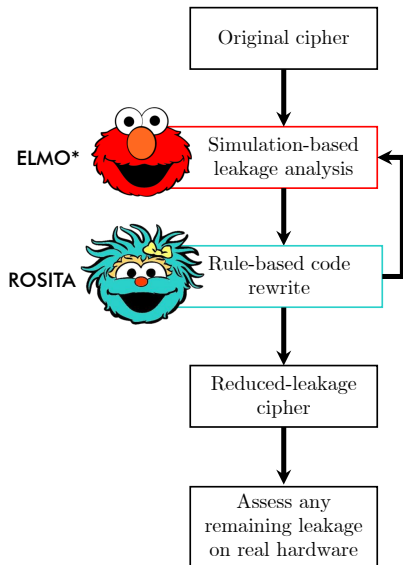 Original cipher
ELMO*
Simulation-based
leakage analysis
ROSITA
Rule-based code
rewrite
Reduced-leakage
cipher
Assess any
remaining leakage
on real hardware